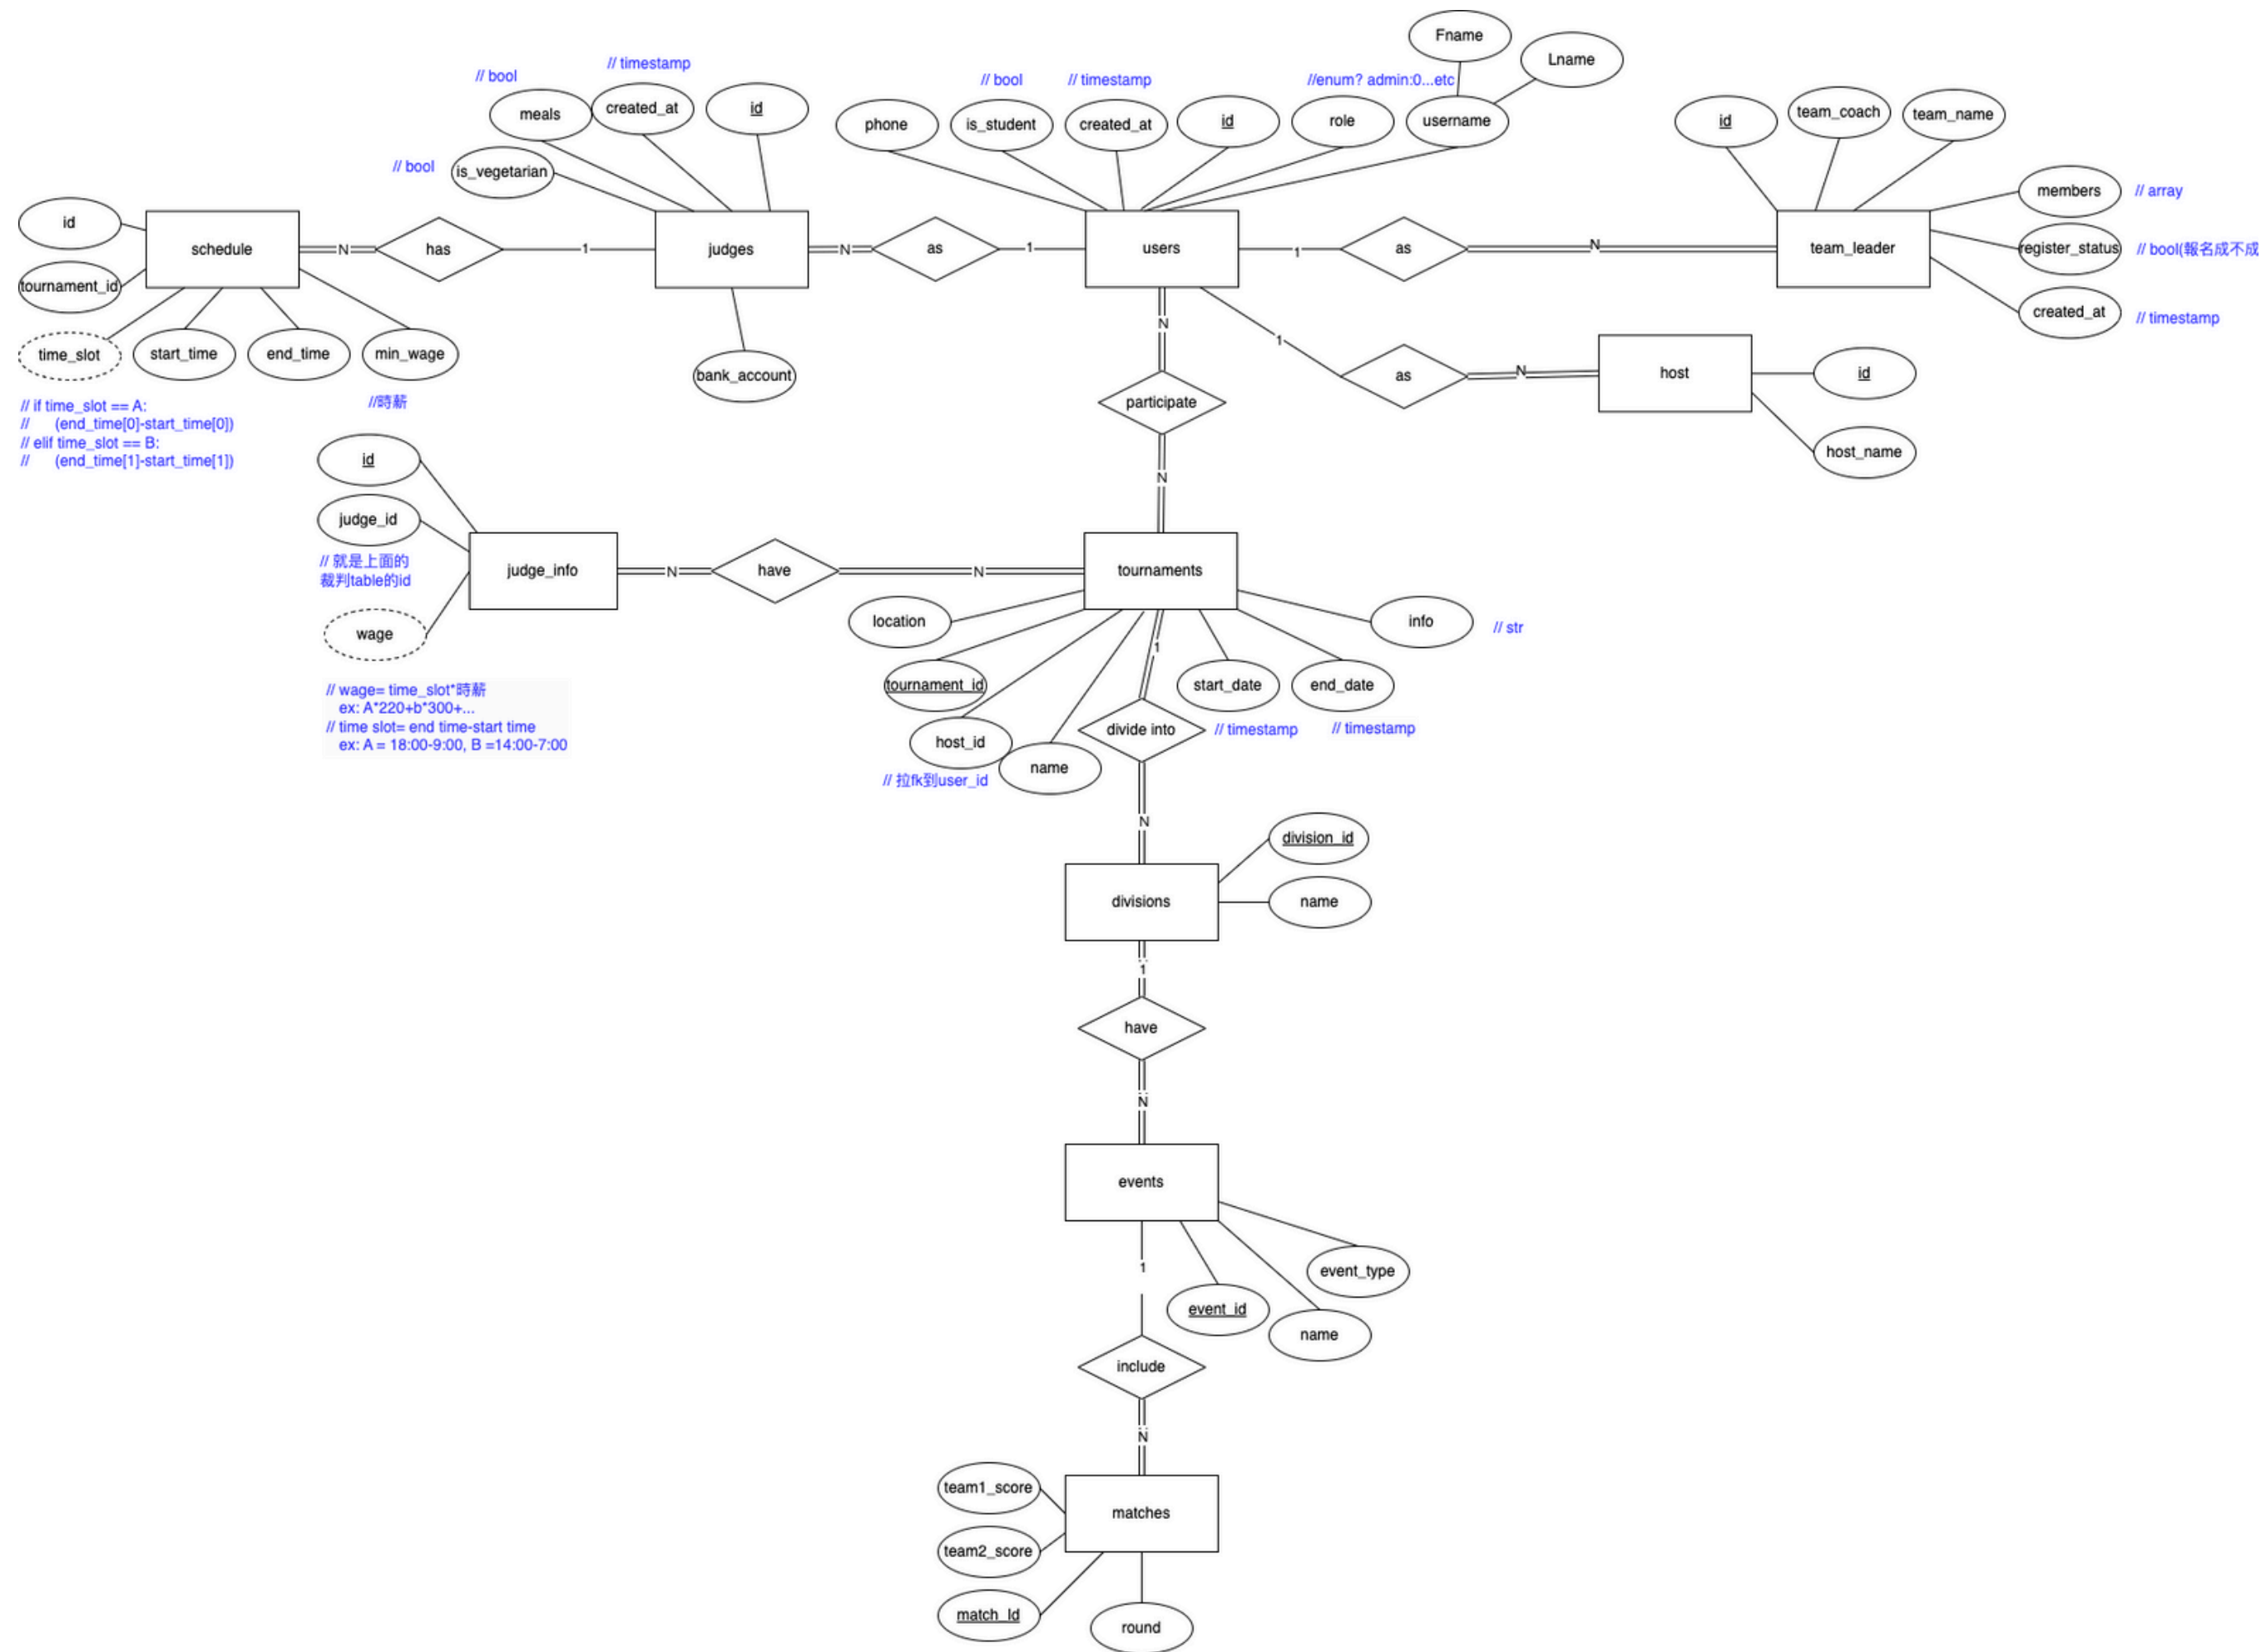 Fname
Lname
// timestamp
// bool
// bool
// timestamp
//enum? admin:0...etc
meals
created_at
id
phone
is_student
created_at
id
role
username
id
team_coach
team_name
// bool
is_vegetarian
members
// array
id
schedule
N
has
1
judges
N
as
1
users
1
as
N
team_leader
register_status
// bool(報名成不成
tournament_id
created_at
// timestamp
time_slot
start_time
end_time
min_wage
bank_account
N
1
as
N
host
id
participate
// if time_slot == A:
// (end_time[0]-start_time[0])
// elif time_slot == B:
// (end_time[1]-start_time[1])
//時薪
host_name
id
N
judge_id
// 就是上面的
裁判table的id
judge_info
N
have
N
tournaments
wage
location
info
// str
1
tournament_id
start_date
end_date
// wage= time_slot*時薪
ex: A*220+b*300+...
// time slot= end time-start time
ex: A = 18:00-9:00, B =14:00-7:00
host_id
divide into
// timestamp
// timestamp
name
// 拉fk到user_id
N
division_id
divisions
name
1
have
N
events
1
event_type
event_id
name
include
N
team1_score
matches
team2_score
match_Id
round